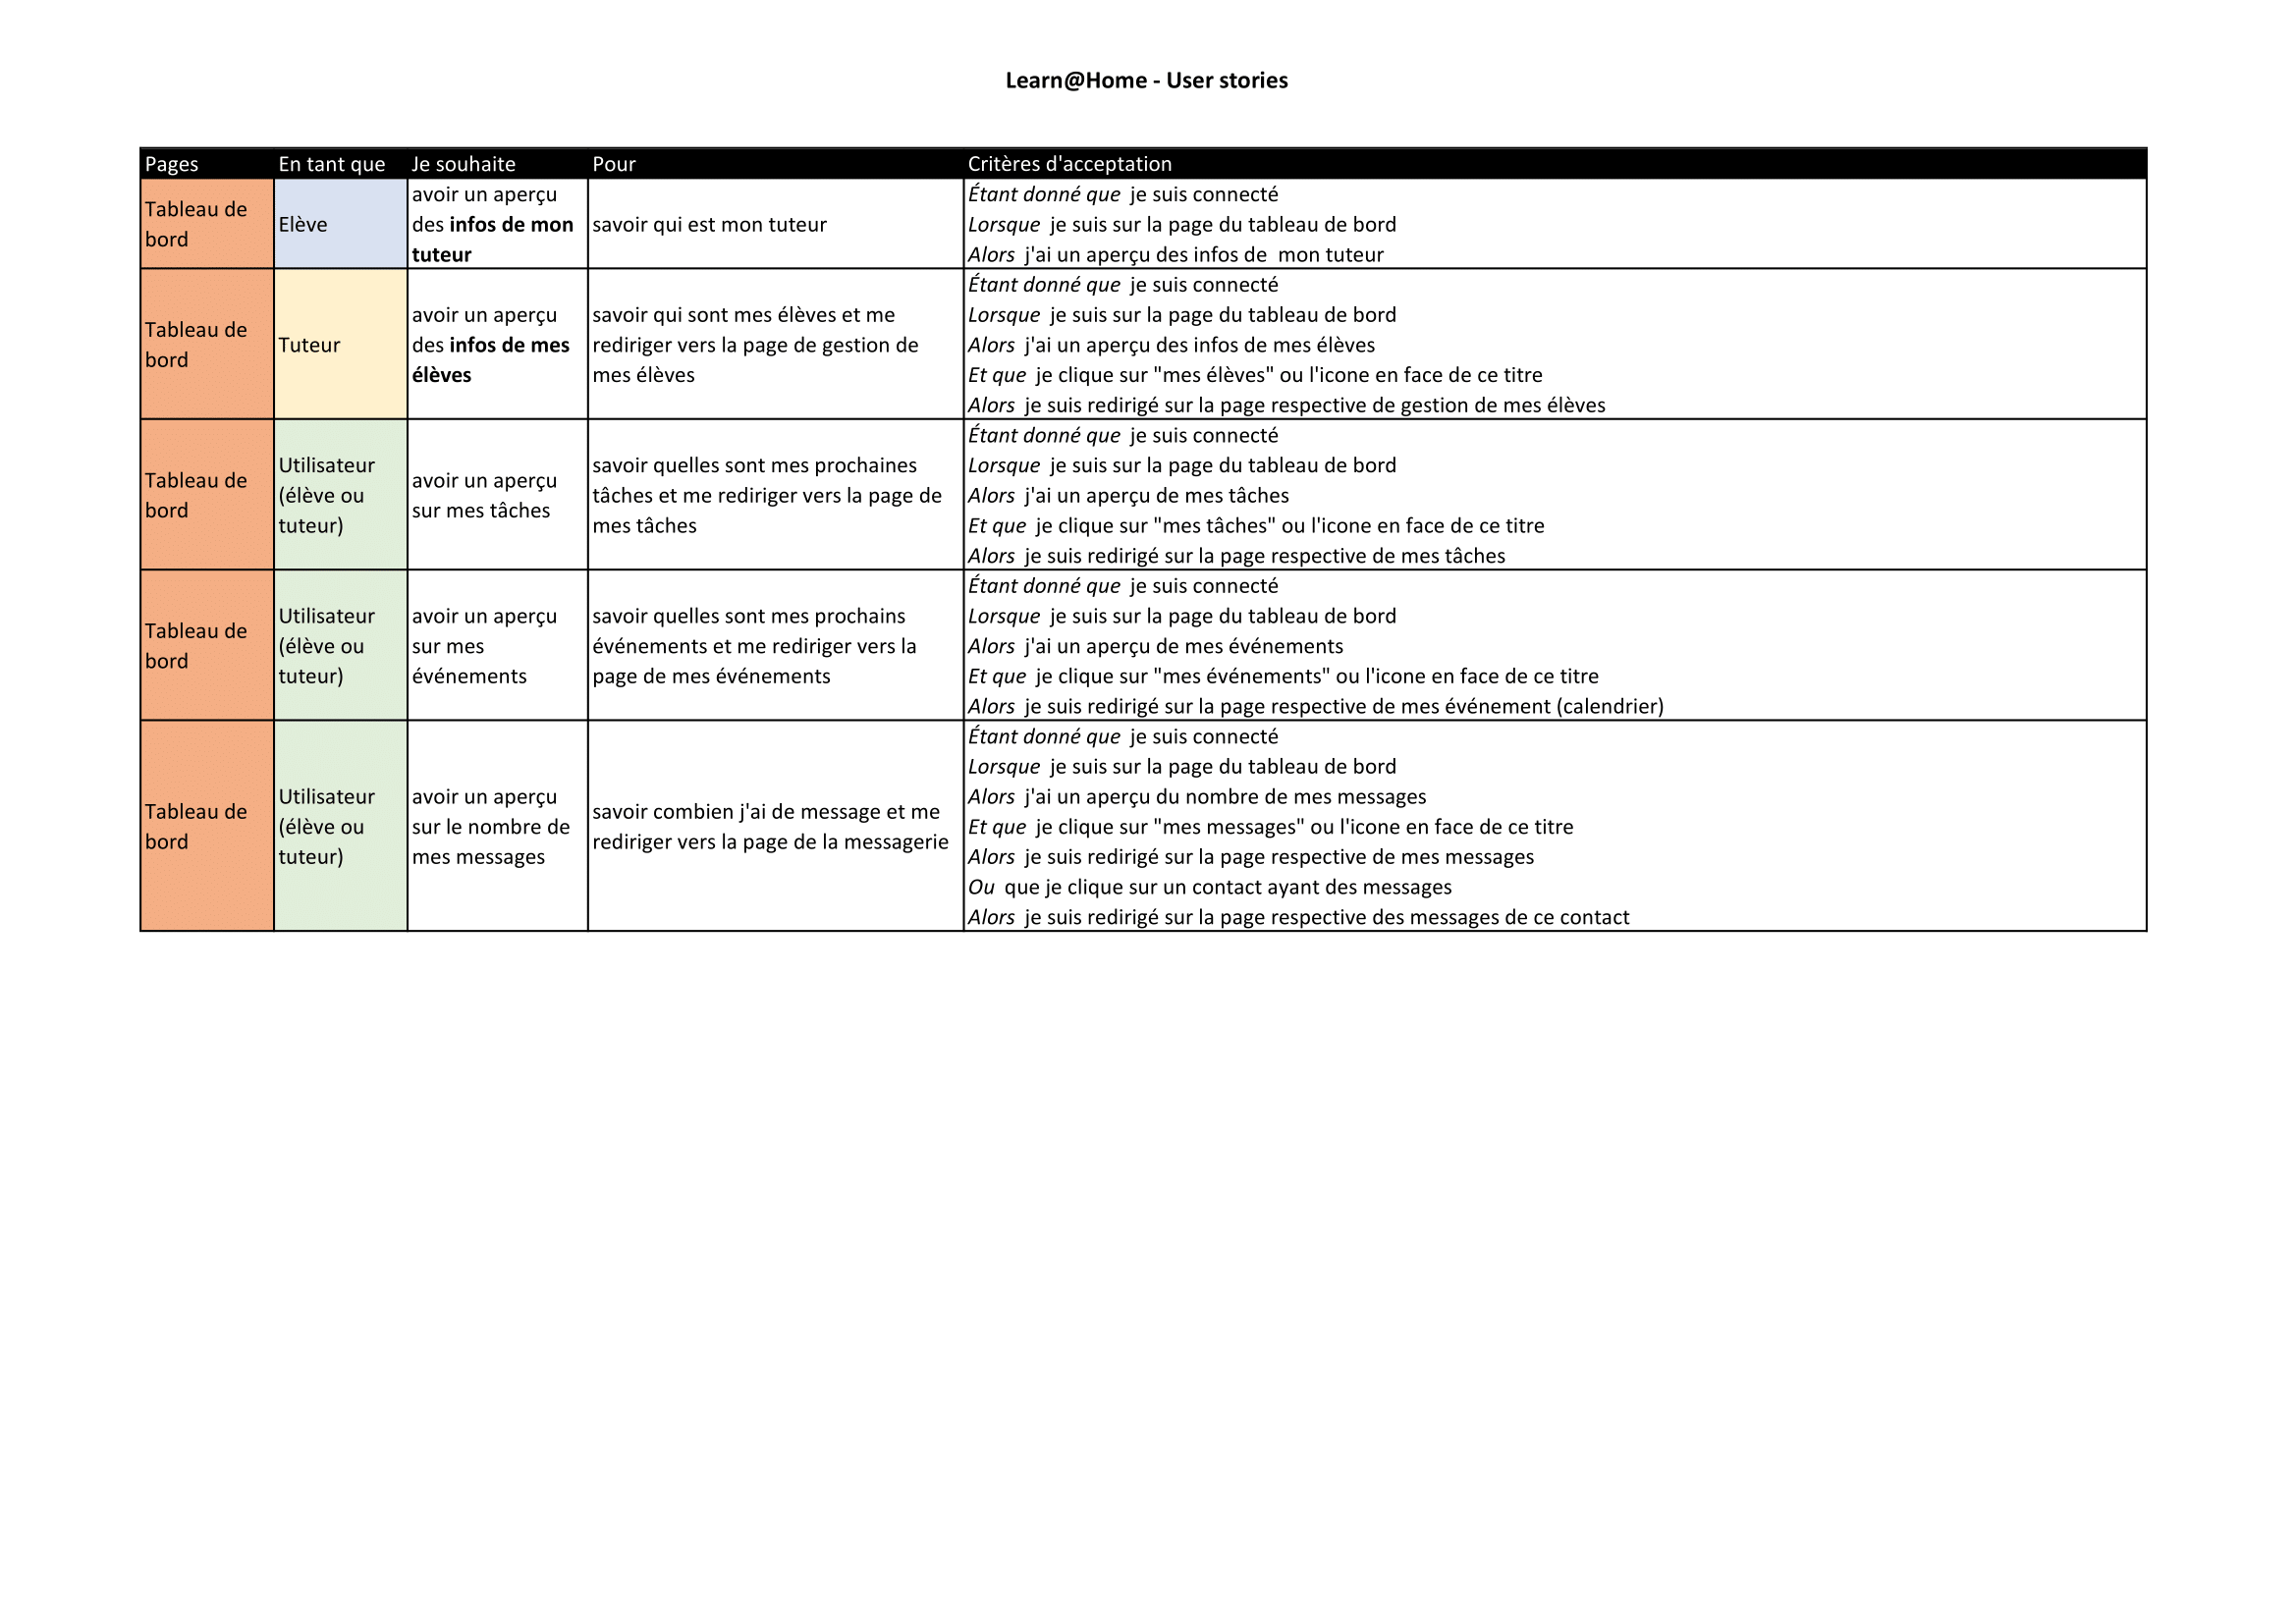 Learn@Home - User stories
Pages En tant que Je souhaite Pour Critères d'acceptation
Tableau de
bord
Elève
avoir un aperçu
des infos de mon
tuteur
savoir qui est mon tuteur
Étant donné que je suis connecté
Lorsque je suis sur la page du tableau de bord
Alors j'ai un aperçu des infos de mon tuteur
Tableau de
bord
Tuteur
avoir un aperçu
des infos de mes
élèves
savoir qui sont mes élèves et me
rediriger vers la page de gestion de
mes élèves
Étant donné que je suis connecté
Lorsque je suis sur la page du tableau de bord
Alors j'ai un aperçu des infos de mes élèves
Et que je clique sur "mes élèves" ou l'icone en face de ce titre
Alors je suis redirigé sur la page respective de gestion de mes élèves
Tableau de
bord
Utilisateur
(élève ou
tuteur)
avoir un aperçu
sur mes tâches
savoir quelles sont mes prochaines
tâches et me rediriger vers la page de
mes tâches
Étant donné que je suis connecté
Lorsque je suis sur la page du tableau de bord
Alors j'ai un aperçu de mes tâches
Et que je clique sur "mes tâches" ou l'icone en face de ce titre
Alors je suis redirigé sur la page respective de mes tâches
Tableau de
bord
Utilisateur
(élève ou
tuteur)
avoir un aperçu
sur mes
événements
savoir quelles sont mes prochains
événements et me rediriger vers la
page de mes événements
Étant donné que je suis connecté
Lorsque je suis sur la page du tableau de bord
Alors j'ai un aperçu de mes événements
Et que je clique sur "mes événements" ou l'icone en face de ce titre
Alors je suis redirigé sur la page respective de mes événement (calendrier)
Tableau de
bord
Utilisateur
(élève ou
tuteur)
avoir un aperçu
sur le nombre de
mes messages
savoir combien j'ai de message et me
rediriger vers la page de la messagerie
Étant donné que je suis connecté
Lorsque je suis sur la page du tableau de bord
Alors j'ai un aperçu du nombre de mes messages
Et que je clique sur "mes messages" ou l'icone en face de ce titre
Alors je suis redirigé sur la page respective de mes messages
Ou que je clique sur un contact ayant des messages
Alors je suis redirigé sur la page respective des messages de ce contact